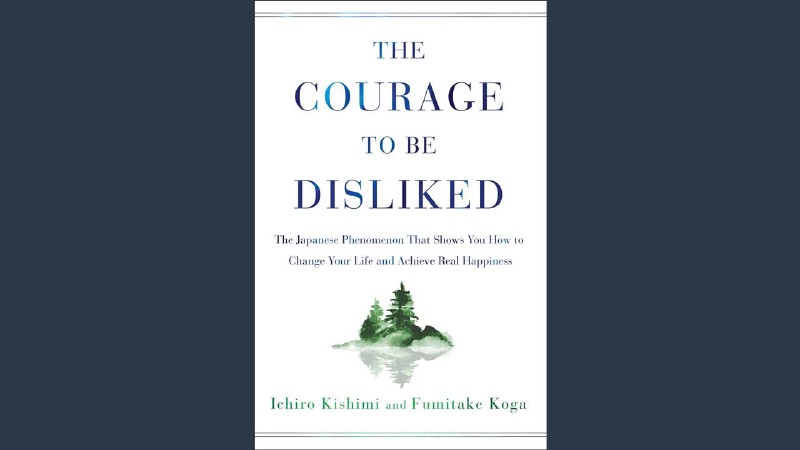 THE
COURAGE
TO BE
DISLIKED
The Japanese Phenomenon That Shows You How to
Change Your Life and Achieve Real Happiness
Ichiro Kishimi and Fumitake Koga